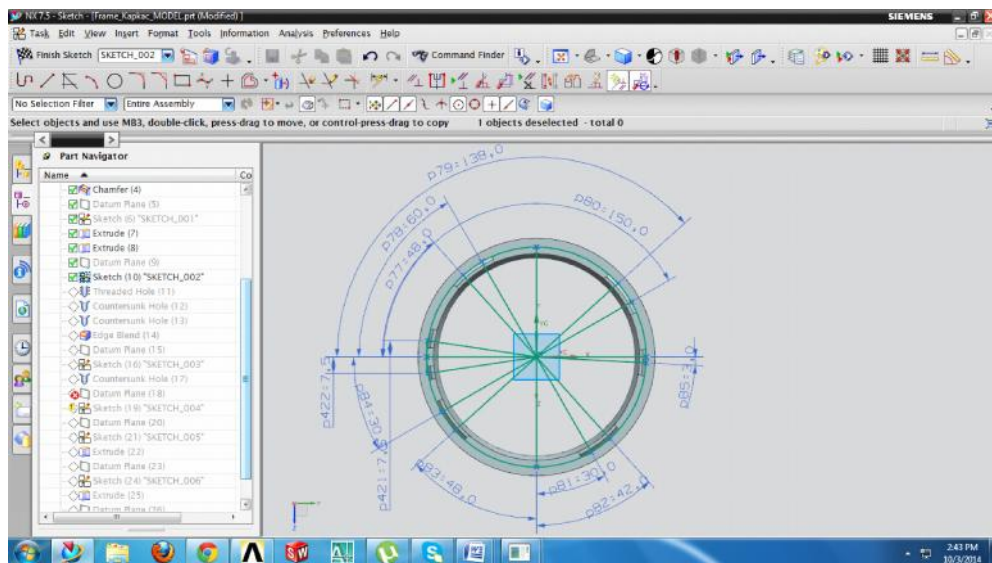 NX 7.5 - Sketch - [Frame_Kapkac_MODEL.prt (Modified) ]
SIEMENS
Task Edit View Insert Format Tools Information Analysis Preferences Help
Finish Sketch SKETCH_002 Command Finder
No Selection Filter Entire Assembly
Select objects and use MB3, double-click, press-drag to move, or control-press-drag to copy 1 objects deselected - total 0
Part Navigator
Name Co
Chamfer (4)
Datum Plane (5)
Sketch (6) "SKETCH_001"
Extrude (7)
Extrude (8)
Datum Plane (9)
Sketch (10) "SKETCH_002"
Threaded Hole (11)
Countersunk Hole (12)
Countersunk Hole (13)
Edge Blend (14)
Datum Plane (15)
Sketch (16) "SKETCH_003"
Countersunk Hole (17)
Datum Plane (18)
Sketch (19) "SKETCH_004"
Datum Plane (20)
Sketch (21) "SKETCH_005"
Extrude (22)
Datum Plane (23)
Sketch (24) "SKETCH_006"
Extrude (25)
Datum Plane (26)
p79=138,0
p80=150,0
p78=60,0
p77=48,0
p422=7,5
p84=30,0
p421=7,5
p83=48,0
p81=30,0
p82=42,0
p85=3,0
2:43 PM
10/3/2014